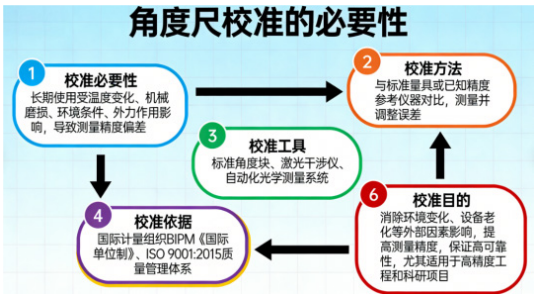 角度尺校准的必要性
1
校准必要性
长期使用受温度变化、机械
磨损、环境条件、外力作用影
响，导致测量精度偏差
2
校准方法
与标准量具或已知精度
参考仪器对比，测量并
调整误差
3
校准工具
标准角度块、激光干涉仪、
自动化光学测量系统
4
校准依据
国际计量组织BIPM《国际
单位制》、ISO 9001:2015质
量管理体系
6
校准目的
消除环境变化、设备老
化等外部因素影响，提
高测量精度，保证高可靠
性，尤其适用于高精度工
程和科研项目